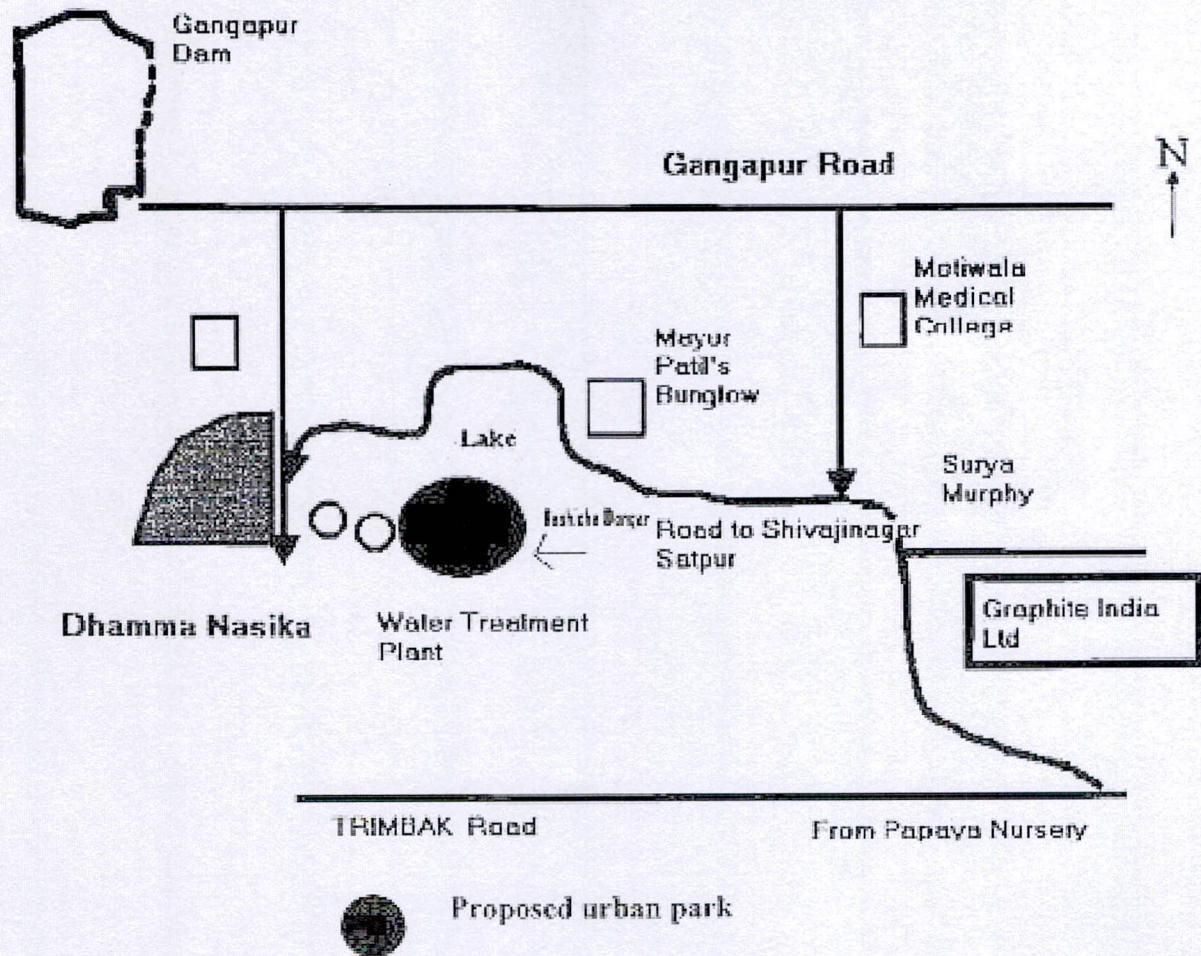 Gangapur
Dam
Gangapur Road
N
Motiwala
Medical
College
Mayur
Patil's
Bunglow
Lake
Surya
Murphy
Road to Shivajinagar
Satpur
Graphite India
Ltd
Dhamma Nasika
Water Treatment
Plant
TRIMBAK Road
From Papaya Nursery
Proposed urban park